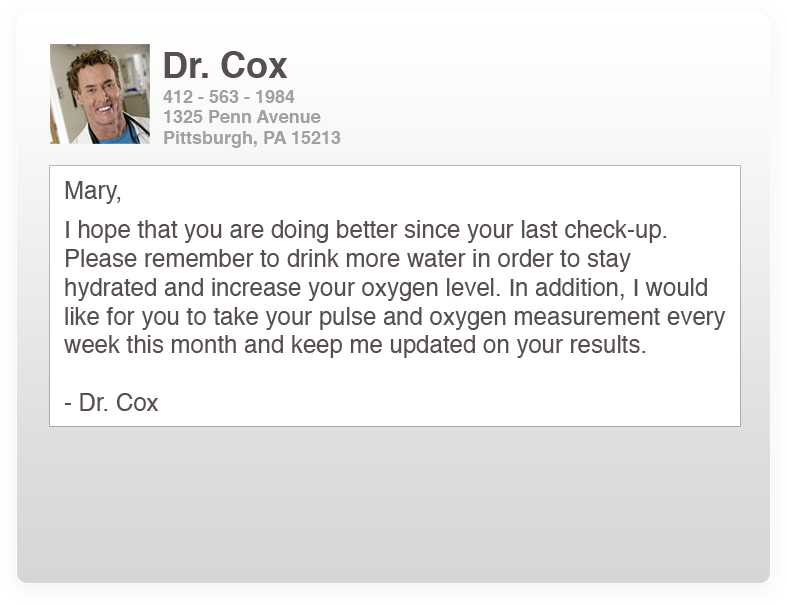 Dr. Cox
412 - 563 - 1984
1325 Penn Avenue
Pittsburgh, PA 15213
Mary,
I hope that you are doing better since your last check-up.
Please remember to drink more water in order to stay
hydrated and increase your oxygen level. In addition, I would
like for you to take your pulse and oxygen measurement every
week this month and keep me updated on your results.
- Dr. Cox